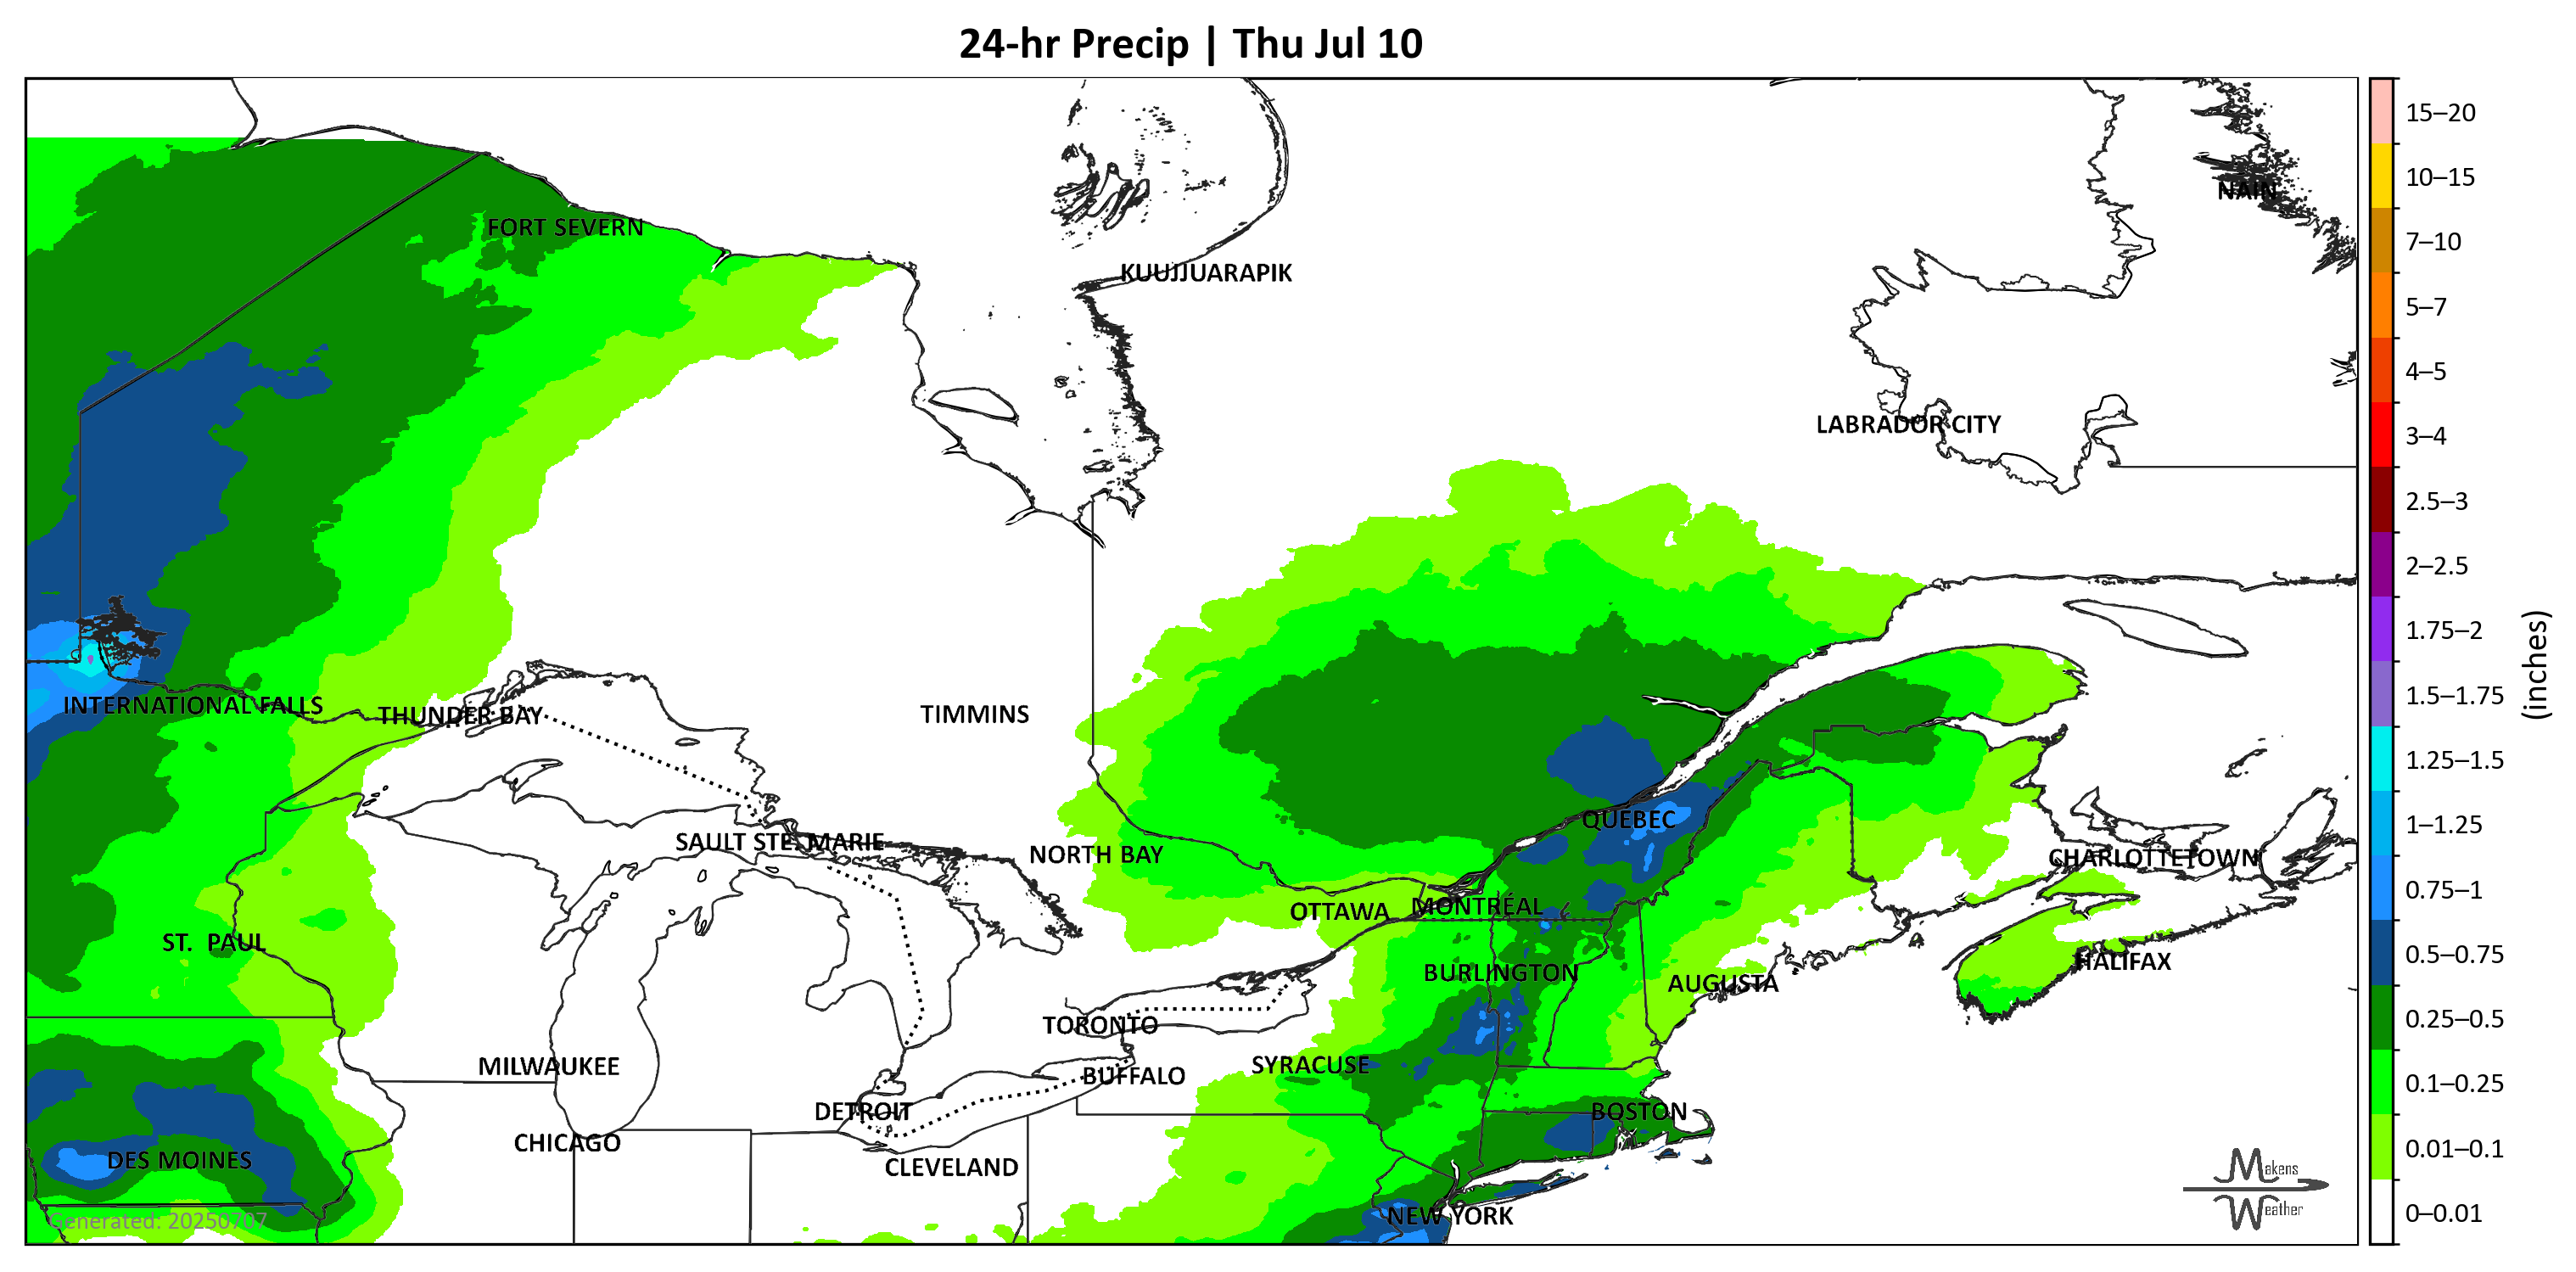 24-hr Precip | Thu Jul 10
NAIN
FORT SEVERN
KUUJJUARAPIK
LABRADOR CITY
INTERNATIONAL FALLS
THUNDER BAY
TIMMINS
SAULT STE. MARIE
NORTH BAY
QUEBEC
CHARLOTTETOWN
OTTAWA
MONTRÉAL
ST. PAUL
BURLINGTON
AUGUSTA
HALIFAX
TORONTO
MILWAUKEE
SYRACUSE
BUFFALO
DETROIT
BOSTON
CHICAGO
DES MOINES
CLEVELAND
NEW YORK
Generated: 20250707
Makens
Weather
15–20
10–15
7–10
5–7
4–5
3–4
2.5–3
2–2.5
1.75–2
1.5–1.75
1.25–1.5
1–1.25
0.75–1
0.5–0.75
0.25–0.5
0.1–0.25
0.01–0.1
0–0.01
(inches)